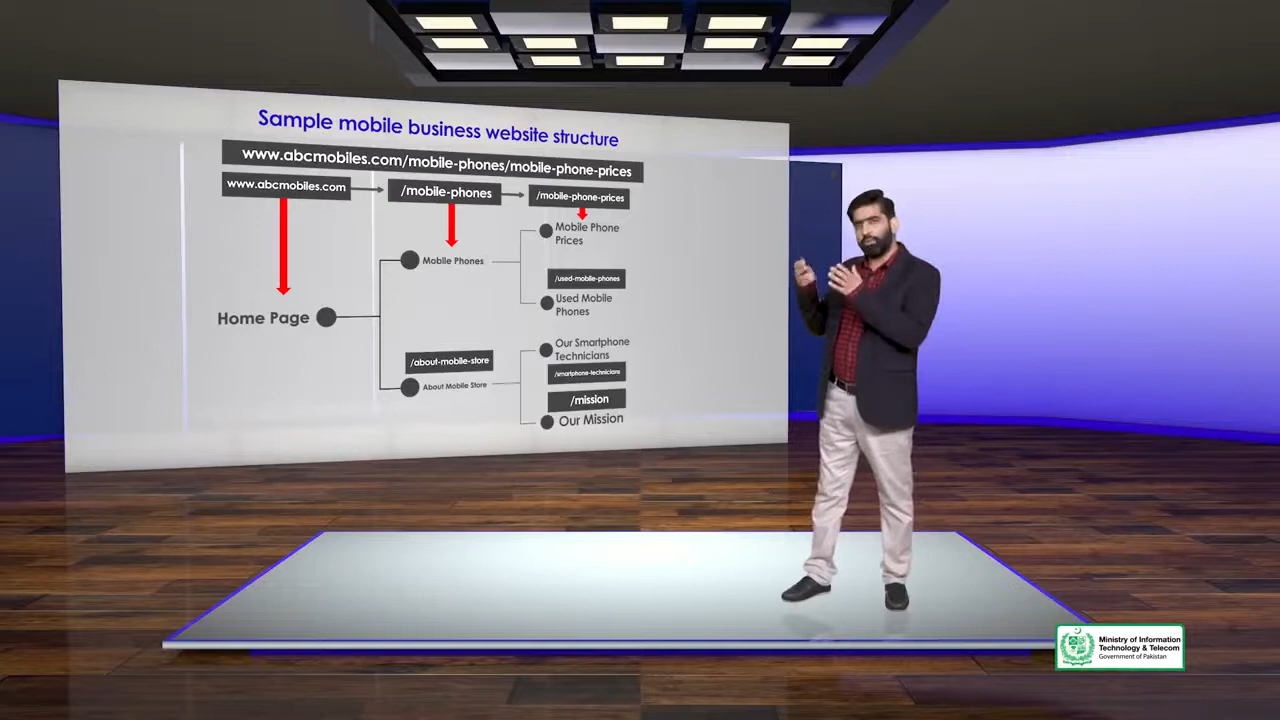 Sample mobile business website structure
www.abcmobiles.com/mobile-phones/mobile-phone-prices
www.abcmobiles.com
/mobile-phones
/mobile-phone-prices
Mobile Phone
Prices
Mobile Phones
/used-mobile-phones
Used Mobile
Phones
Home Page
Our Smartphone
Technicians
/about-mobile-store
/smartphone-technicians
About Mobile Store
/mission
Our Mission
Ministry of Information
Technology & Telecom
Government of Pakistan